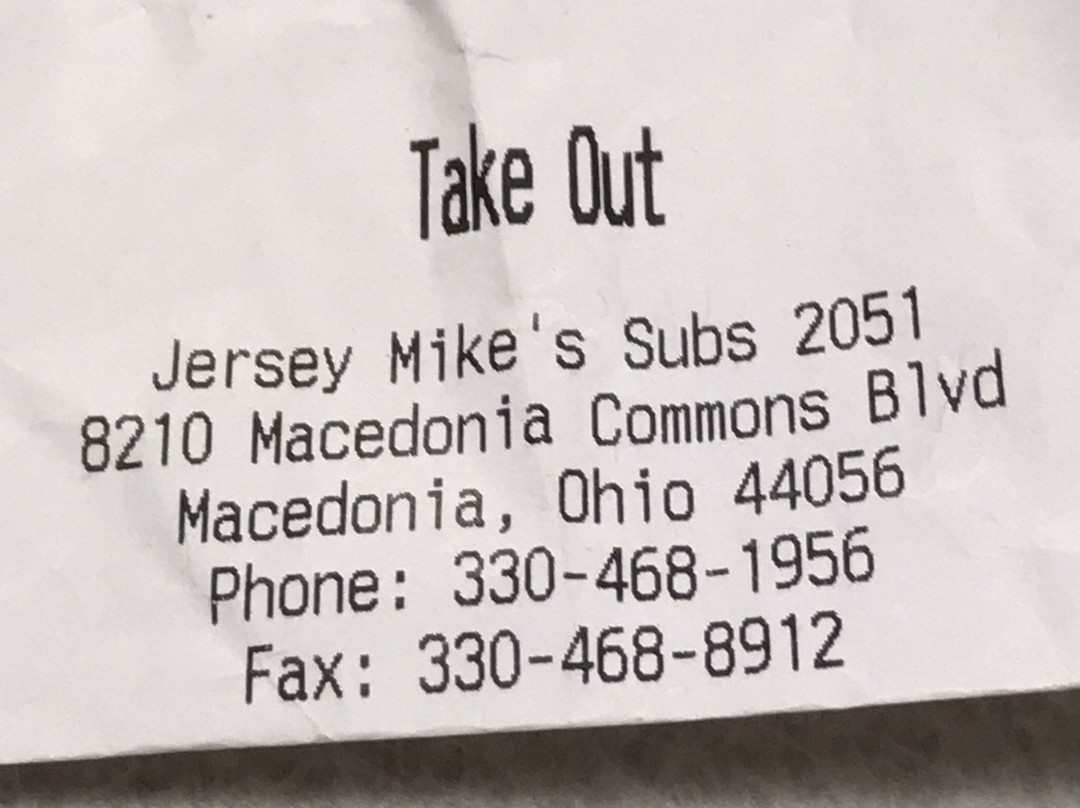 Take Out
Jersey Mike's Subs 2051
8210 Macedonia Commons Blvd
Macedonia, Ohio 44056
Phone: 330-468-1956
Fax: 330-468-8912